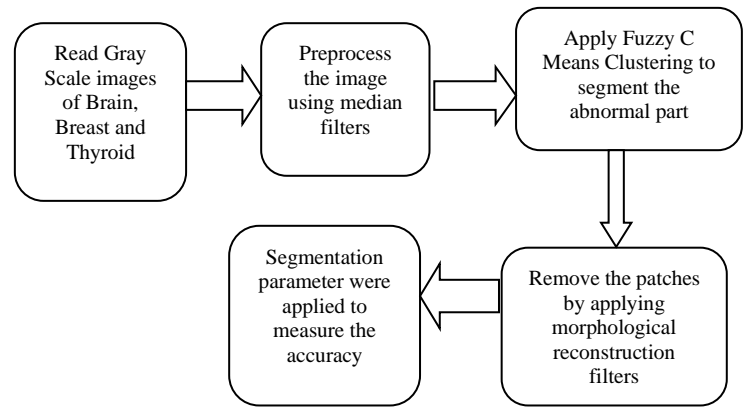 Read Gray
Scale images
of Brain,
Breast and
Thyroid
Preprocess
the image
using median
filters
Apply Fuzzy C
Means Clustering to
segment the
abnormal part
Remove the patches
by applying
morphological
reconstruction
filters
Segmentation
parameter were
applied to
measure the
accuracy